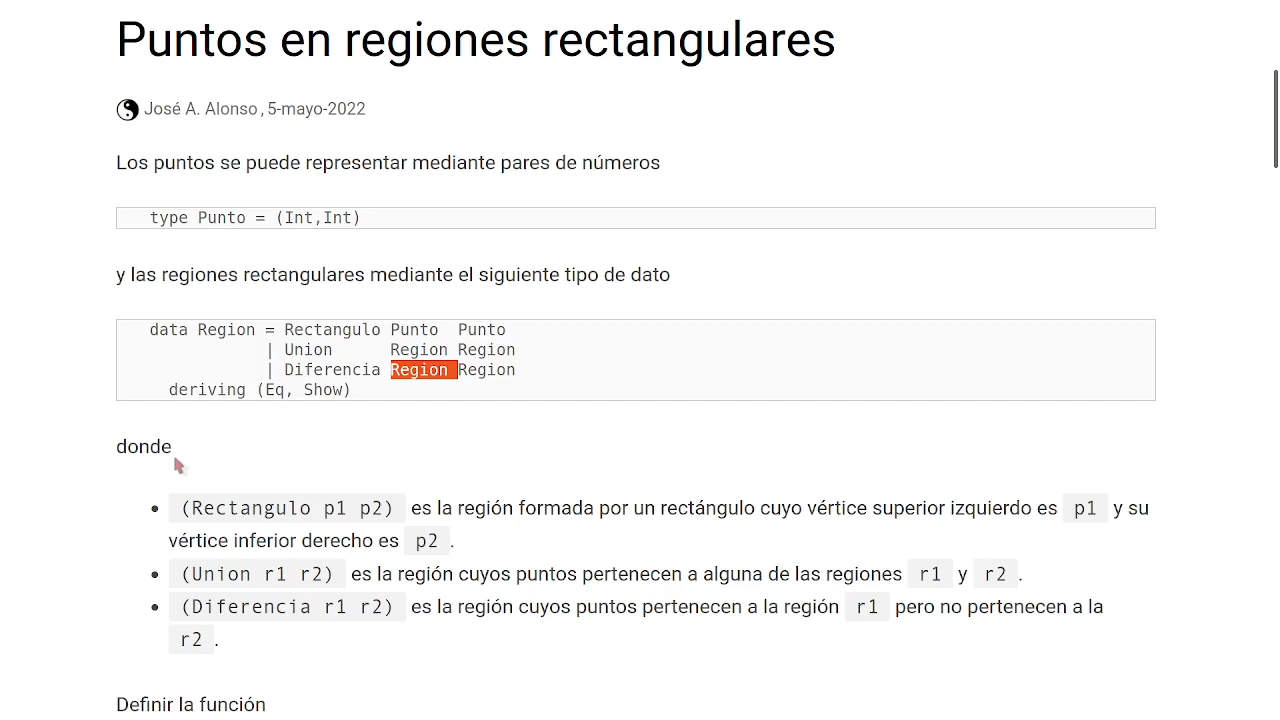 Puntos en regiones rectangulares
José A. Alonso , 5-mayo-2022
Los puntos se puede representar mediante pares de números
type Punto = (Int,Int)
y las regiones rectangulares mediante el siguiente tipo de dato
data Region = Rectangulo Punto  Punto
            | Union      Region Region
            | Diferencia Region Region
  deriving (Eq, Show)
donde
• (Rectangulo p1 p2) es la región formada por un rectángulo cuyo vértice superior izquierdo es p1 y su
vértice inferior derecho es p2 .
• (Union r1 r2) es la región cuyos puntos pertenecen a alguna de las regiones r1 y r2 .
• (Diferencia r1 r2) es la región cuyos puntos pertenecen a la región r1 pero no pertenecen a la
r2 .
Definir la función